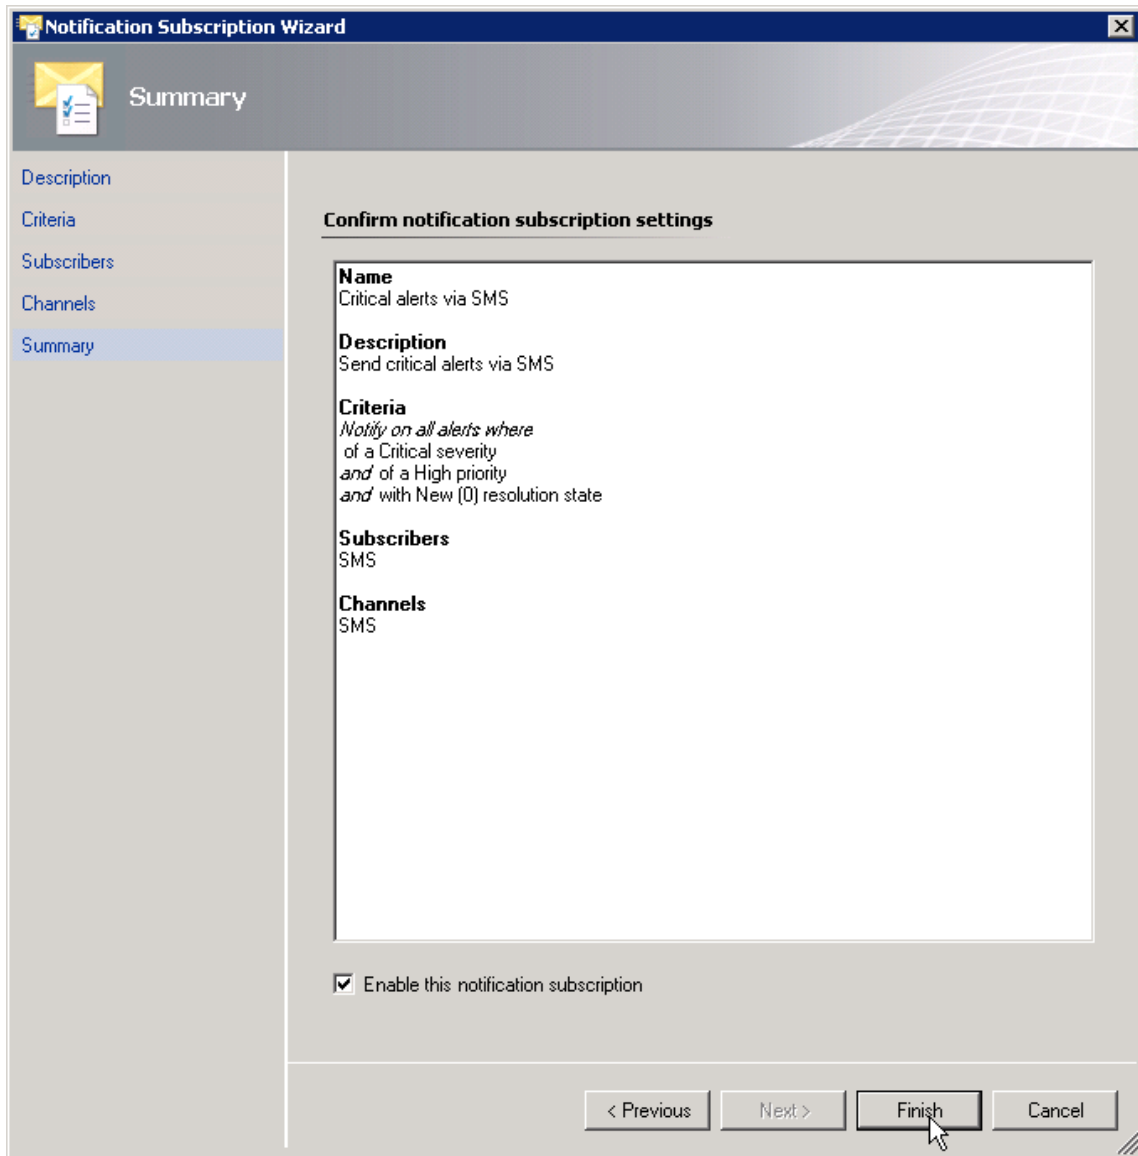 Notification Subscription Wizard
Summary
Description
Criteria
Subscribers
Channels
Summary
Confirm notification subscription settings
Name
Critical alerts via SMS
Description
Send critical alerts via SMS
Criteria
Notify on all alerts where
of a Critical severity
and of a High priority
and with New (0) resolution state
Subscribers
SMS
Channels
SMS
Enable this notification subscription
< Previous
Next >
Finish
Cancel